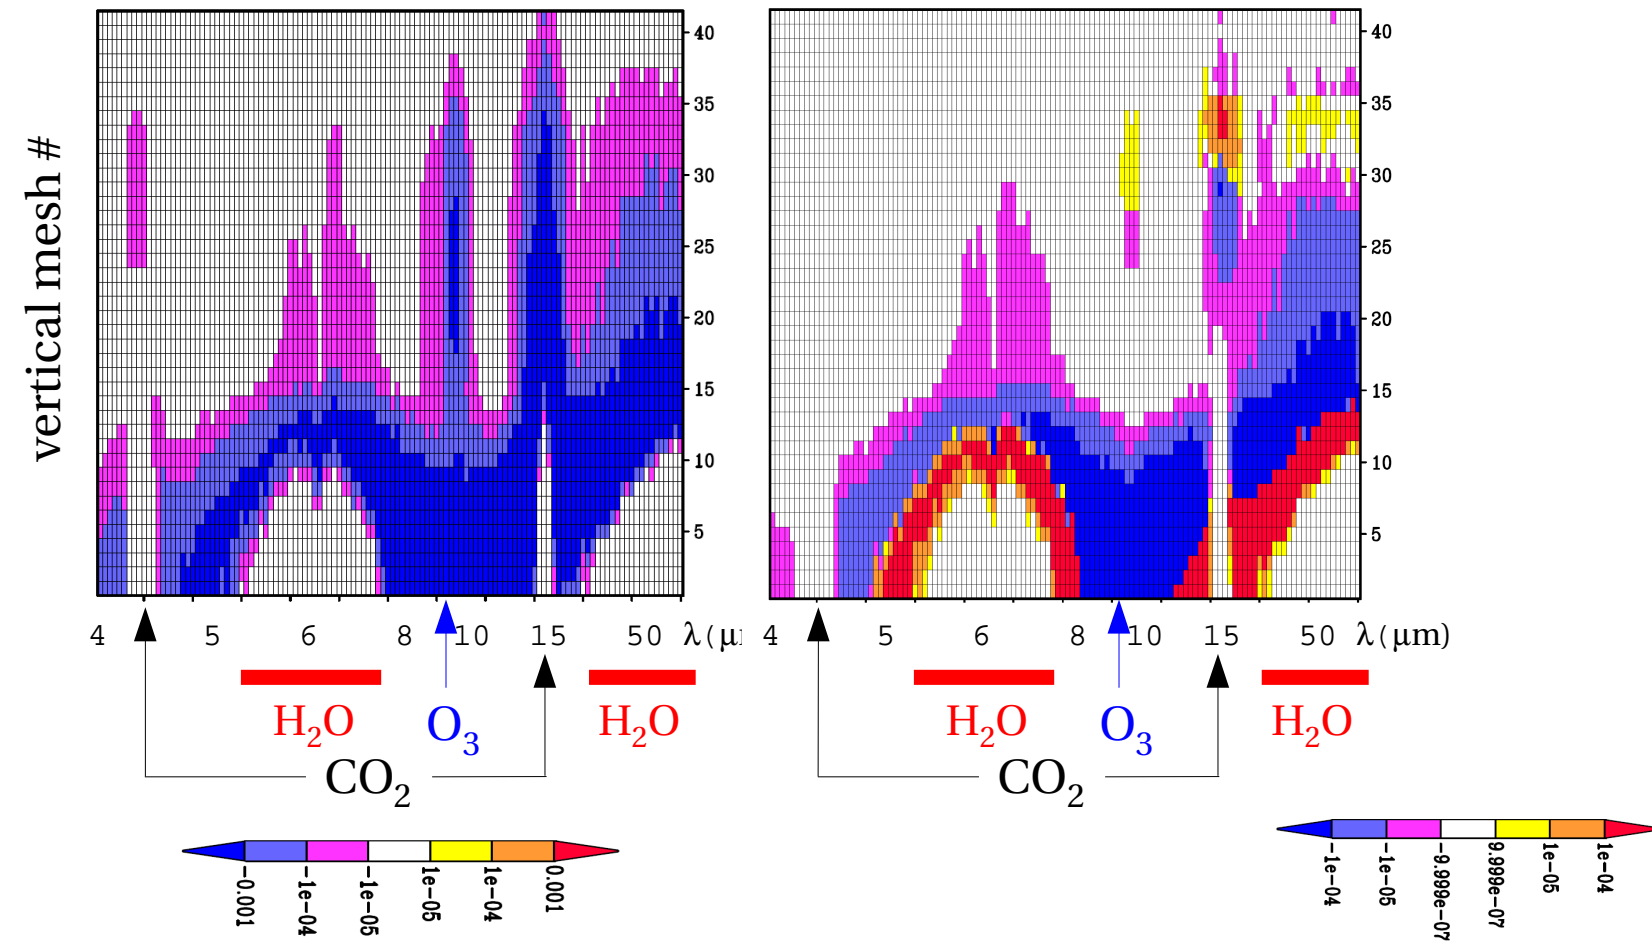 vertical mesh #
40
35
30
25
20
15
10
5
4 5 6 8 10 15 50 λ(μ
H₂O O₃ H₂O
CO₂
-0.001 -1e-04 -1e-05 1e-05 1e-04 0.001
40
35
30
25
20
15
10
5
4 5 6 8 10 15 50 λ(μm)
H₂O O₃ H₂O
CO₂
-1e-04 -1e-05 -9.999e-07 9.999e-07 1e-05 1e-04